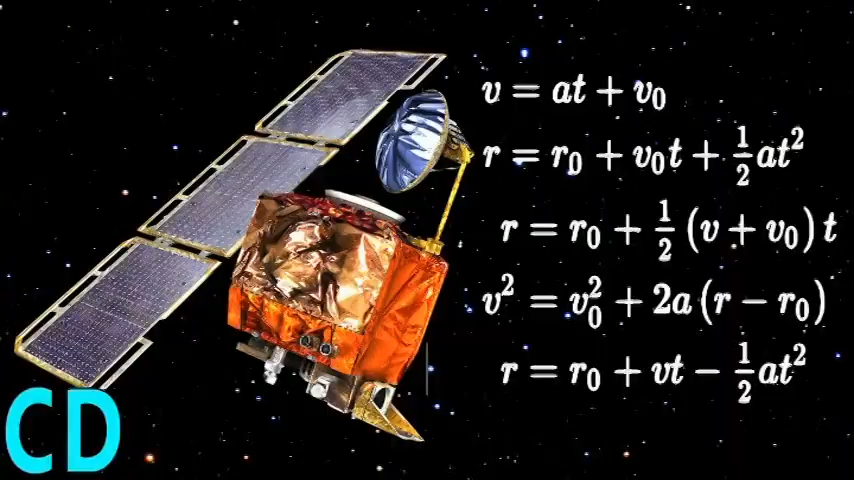 v = at + v₀
r = r₀ + v₀t + ½at²
r = r₀ + ½(v + v₀)t
v² = v₀² + 2a(r − r₀)
r = r₀ + vt − ½at²
CD